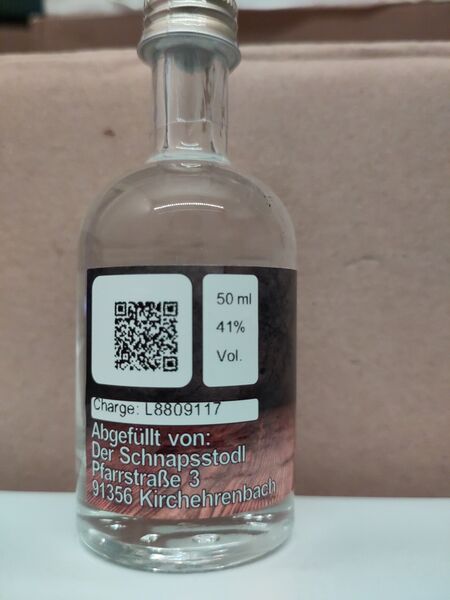 50 ml
41%
Vol.
Charge: L8809117
Abgefüllt von:
Der Schnapsstodl
Pfarrstraße 3
91356 Kirchehrenbach